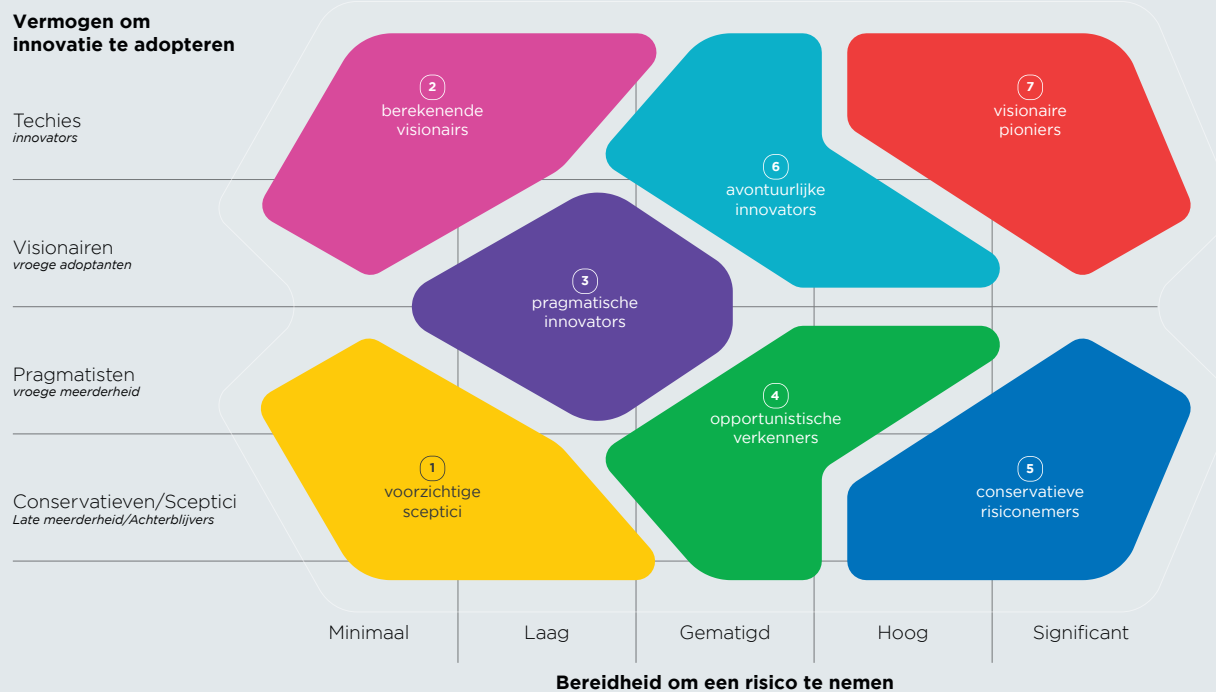 Vermogen om
innovatie te adopteren
Techies
innovators
Visionairen
vroege adoptanten
Pragmatisten
vroege meerderheid
Conservatieven/Sceptici
Late meerderheid/Achterblijvers
2
berekenende
visionairs
7
visionaire
pioniers
6
avontuurlijke
innovators
3
pragmatische
innovators
4
opportunistische
verkenners
1
voorzichtige
sceptici
5
conservatieve
risiconemers
Minimaal
Laag
Gematigd
Hoog
Significant
Bereidheid om een risico te nemen